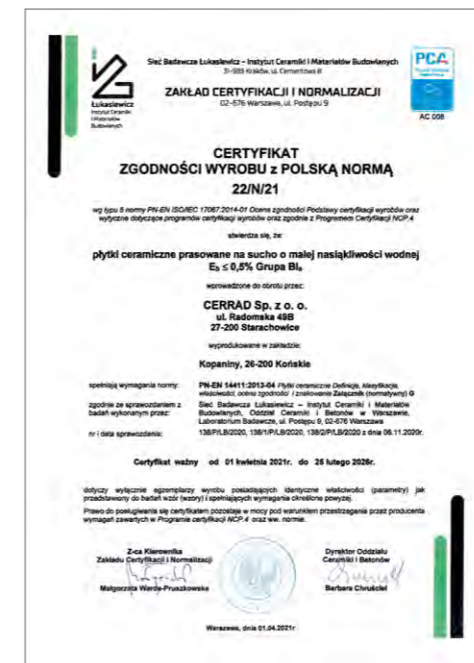 Sieć Badawcza Łukasiewicz – Instytut Ceramiki i Materiałów Budowlanych
31-983 Kraków, ul. Cementowa 8
ZAKŁAD CERTYFIKACJI I NORMALIZACJI
02-676 Warszawa, ul. Postępu 9
Łukasiewicz
Instytut Ceramiki
i Materiałów
Budowlanych
PCA
AC 008
CERTYFIKAT
ZGODNOŚCI WYROBU z POLSKĄ NORMĄ
22/N/21
wg typu 5 normy PN-EN ISO/IEC 17067:2014-01 Ocena zgodności Podstawy certyfikacji wyrobów oraz
wytyczne dotyczące programów certyfikacji wyrobów oraz zgodnie z Programem Certyfikacji NCP.4
stwierdza się, że:
płytki ceramiczne prasowane na sucho o małej nasiąkliwości wodnej
Eb ≤ 0,5% Grupa BIa
wprowadzone do obrotu przez:
CERRAD Sp. z o. o.
ul. Radomska 49B
27-200 Starachowice
wyprodukowane w zakładzie:
Kopaniny, 26-200 Końskie
spełniają wymagania normy: PN-EN 14411:2013-04 Płytki ceramiczne Definicja, klasyfikacja,
właściwości, ocena zgodności i znakowanie Załącznik (normatywny) G
zgodnie ze sprawozdaniem z Sieć Badawcza Łukasiewicz – Instytut Ceramiki i Materiałów
badań wykonanym przez: Budowlanych, Oddział Ceramiki i Betonów w Warszawie,
Laboratorium Badawcze, ul. Postępu 9, 02-676 Warszawa
nr i data sprawozdania: 138/P/LB/2020, 138/1/P/LB/2020, 138/2/P/LB/2020 z dnia 06.11.2020r.
Certyfikat ważny od 01 kwietnia 2021r. do 25 lutego 2026r.
dotyczy wyłącznie egzemplarzy wyrobu posiadających identyczne właściwości (parametry) jak
przedstawiony do badań wzór (wzory) i spełniających wymagania określone powyżej.
Prawo do posługiwania się certyfikatem pozostaje w mocy pod warunkiem przestrzegania przez producenta
wymagań zawartych w Programie certyfikacji NCP.4 oraz ww. normie.
Z-ca Kierownika
Zakładu Certyfikacji i Normalizacji
Małgorzata Warda-Pruszkowska
Dyrektor Oddziału
Ceramiki i Betonów
Barbara Chruściel
Warszawa, dnia 01.04.2021r